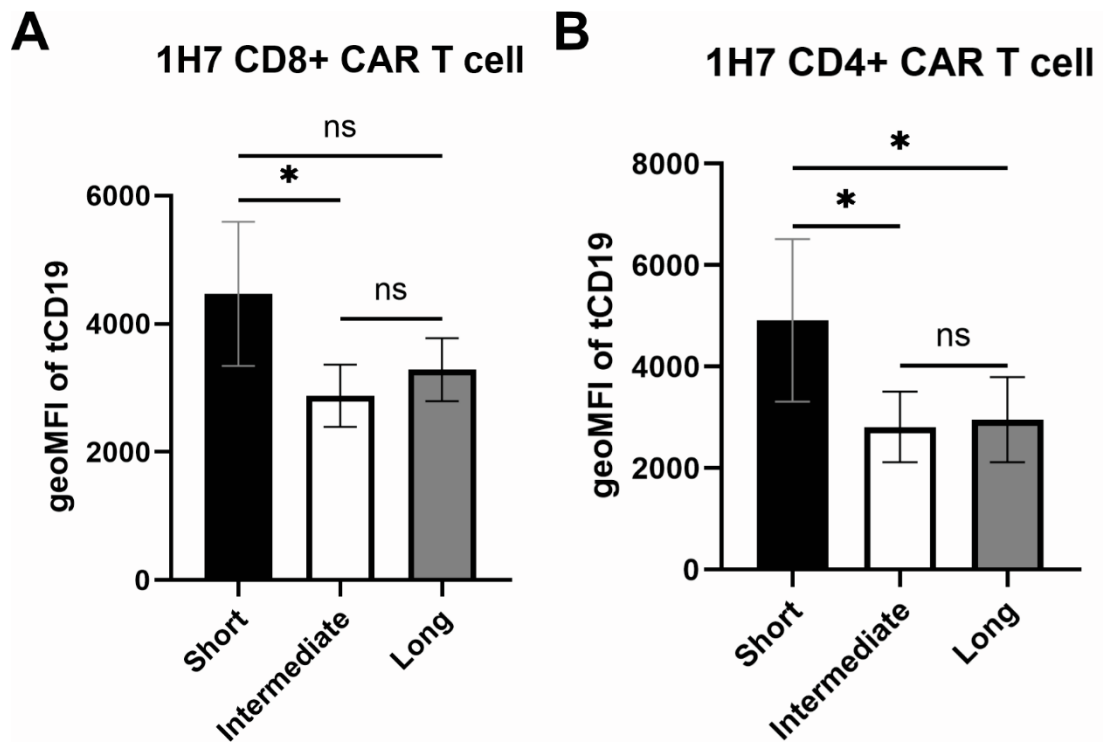 A
1H7 CD8+ CAR T cell
ns
*
ns
6000
4000
2000
0
geoMFI of tCD19
Short
Intermediate
Long
B
1H7 CD4+ CAR T cell
*
*
ns
8000
6000
4000
2000
0
geoMFI of tCD19
Short
Intermediate
Long